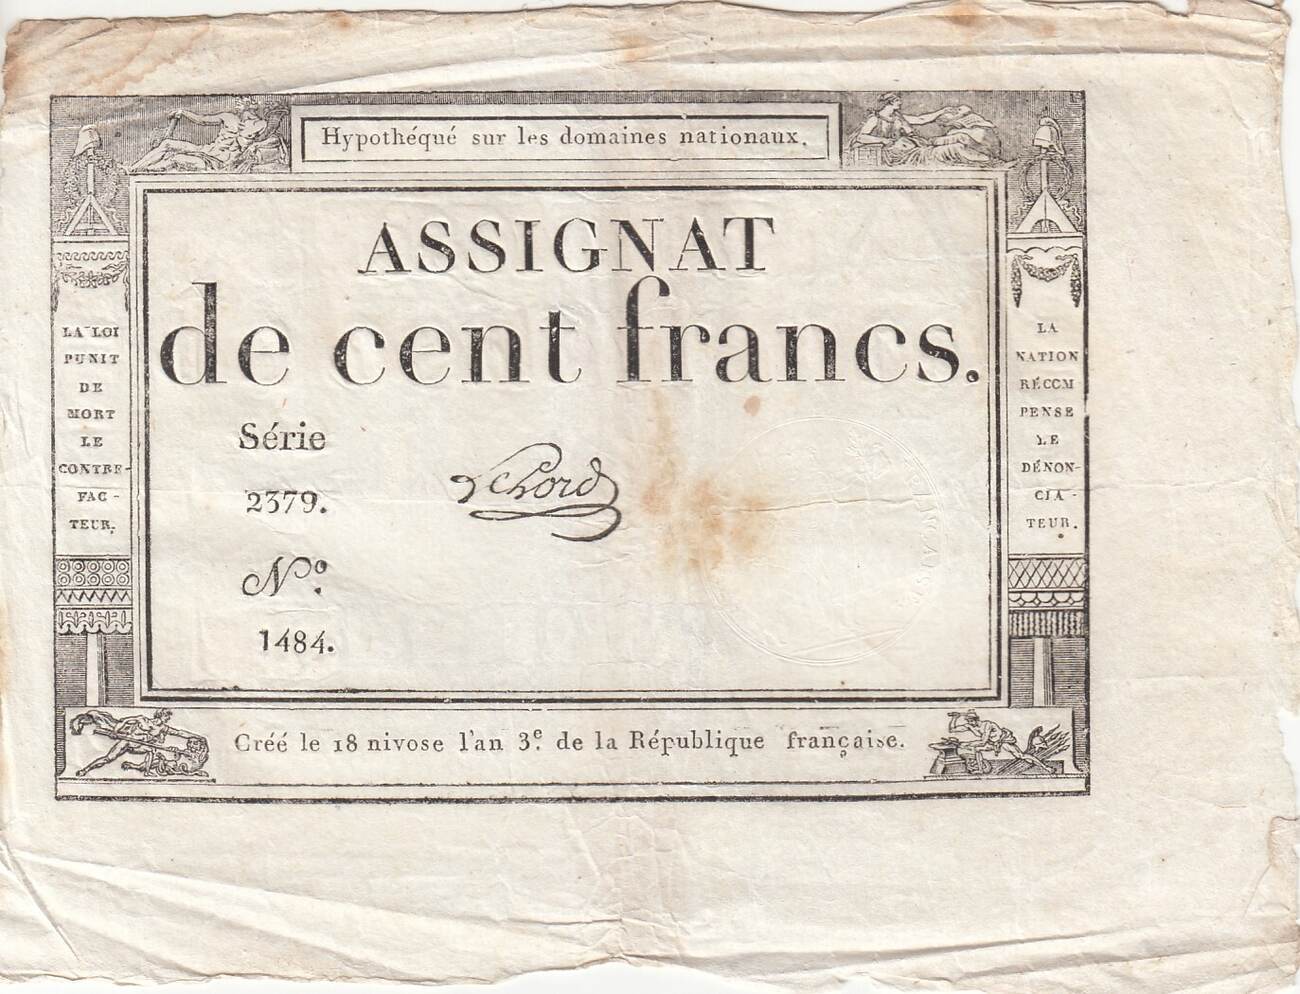 Hypothéqué sur les domaines nationaux.
ASSIGNAT
de cent francs.
LA LOI
PUNIT
DE
MORT
LE
CONTRE-
FAC-
TEUR.
Série
2379.
Nº.
1484.
LA
NATION
RÉCOM
PENSE
LE
DÉNON-
CIA-
TEUR.
Créé le 18 nivose l'an 3e. de la République française.